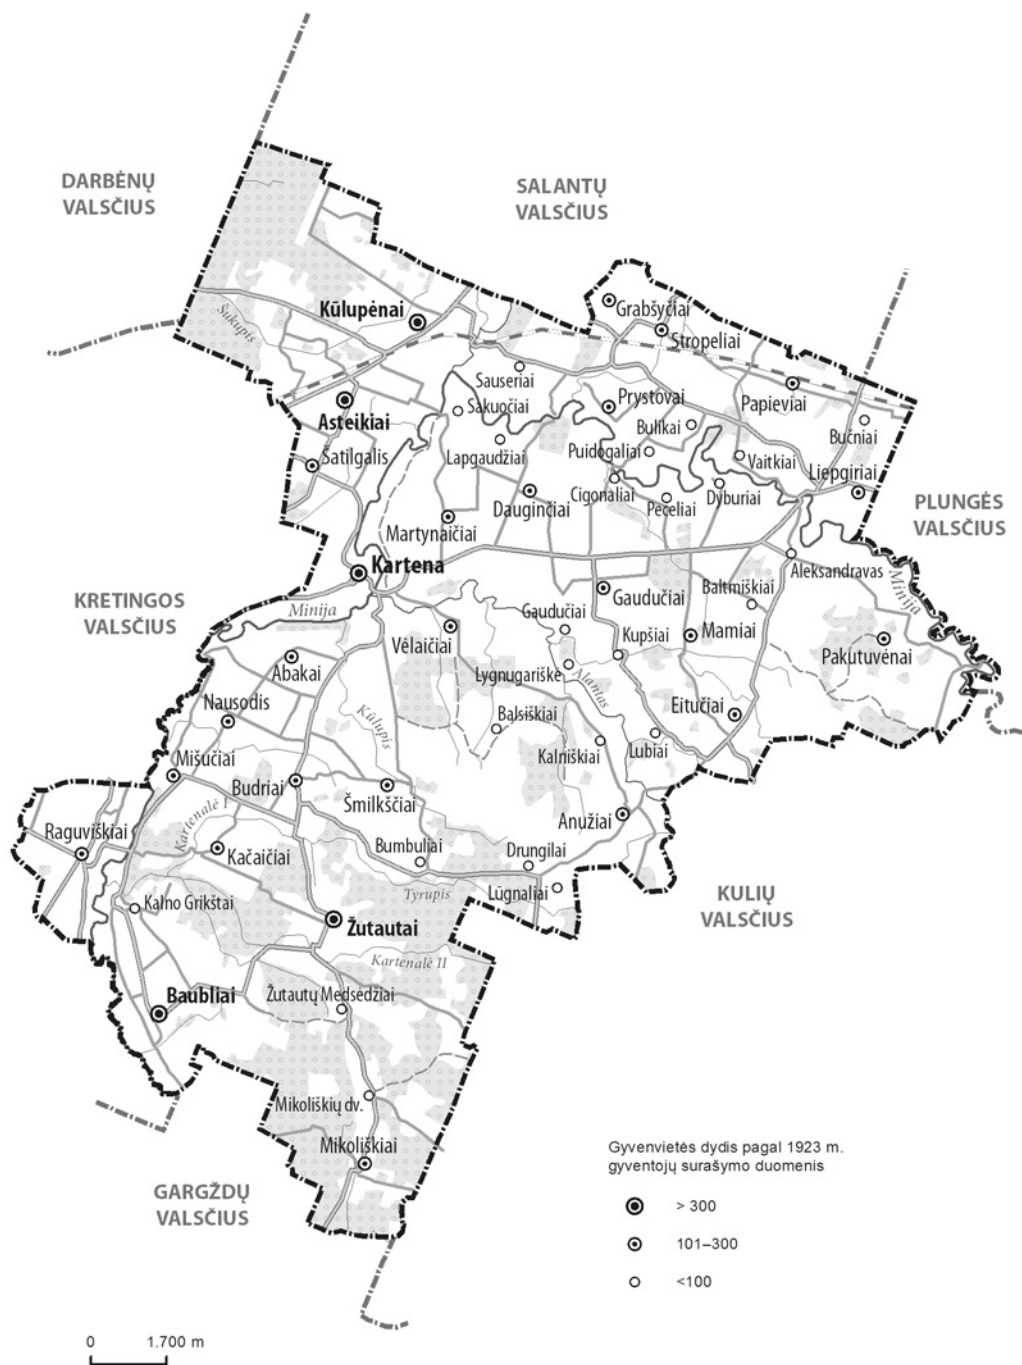 DARBĖNŲ
VALSČIUS
SALANTŲ
VALSČIUS
Kūlupėnai
Šukupis
Grabšyčiai
Stropeliai
Sauseriai
Sakuočiai
Prystovai
Papieviai
Asteikiai
Bulikai
Bučniai
Šatilgalis
Lapgaudžiai
Puidogaliai
Vaitkiai
Liepgiriai
Cigonaliai
Dauginčiai
Pečeliai
Dyburiai
PLUNGĖS
VALSČIUS
Martynaičiai
Kartena
Aleksandravas
Minija
KRETINGOS
VALSČIUS
Minija
Gaudučiai
Baltmiškiai
Gaudučiai
Vėlaičiai
Kupšiai
Mamiai
Pakutuvėnai
Abakai
Lygnugariškė
Alantas
Nausodis
Kūlupis
Balsiškiai
Eitučiai
Kalniškiai
Lubiai
Mišučiai
Budriai
Šmilkščiai
Kartenalė I
Anužiai
Raguviškiai
Kačaičiai
Bumbuliai
Drungilai
Tyrupis
Lūgnaliai
KULIŲ
VALSČIUS
Kalno Grikštai
Žutautai
Kartenalė II
Baubliai
Žutautų Medsėdžiai
Mikoliškių dv.
Mikoliškiai
GARGŽDŲ
VALSČIUS
Gyvenvietės dydis pagal 1923 m.
gyventojų surašymo duomenis
> 300
101–300
<100
0 1.700 m